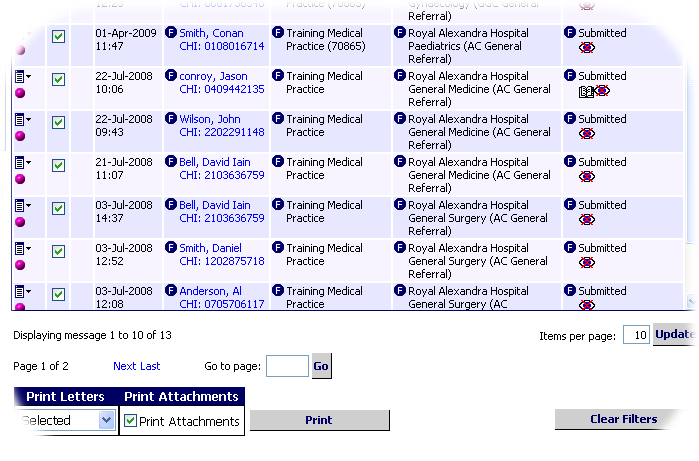 Gynaecology (GGC General
Referral)
01-Apr-2009 F Smith, Conan F Training Medical F Royal Alexandra Hospital F Submitted
11:47 CHI: 0108016714 Practice (70865) Paediatrics (AC General
Referral)
22-Jul-2008 F conroy, Jason F Training Medical F Royal Alexandra Hospital F Submitted
10:06 CHI: 0409442135 Practice General Medicine (AC General
Referral)
22-Jul-2008 F Wilson, John F Training Medical F Royal Alexandra Hospital F Submitted
09:43 CHI: 2202291148 Practice General Medicine (AC General
Referral)
21-Jul-2008 F Bell, David Iain F Training Medical F Royal Alexandra Hospital F Submitted
11:07 CHI: 2103636759 Practice General Medicine (AC General
Referral)
03-Jul-2008 F Bell, David Iain F Training Medical F Royal Alexandra Hospital F Submitted
14:37 CHI: 2103636759 Practice General Surgery (AC General
Referral)
03-Jul-2008 F Smith, Daniel F Training Medical F Royal Alexandra Hospital F Submitted
12:52 CHI: 1202875718 Practice General Surgery (AC General
Referral)
03-Jul-2008 F Anderson, Al F Training Medical F Royal Alexandra Hospital F Submitted
12:08 CHI: 0705706117 Practice General Surgery (AC
Displaying message 1 to 10 of 13 Items per page: 10 Update
Page 1 of 2 Next Last Go to page: Go
Print Letters Print Attachments
Selected Print Attachments Print Clear Filters